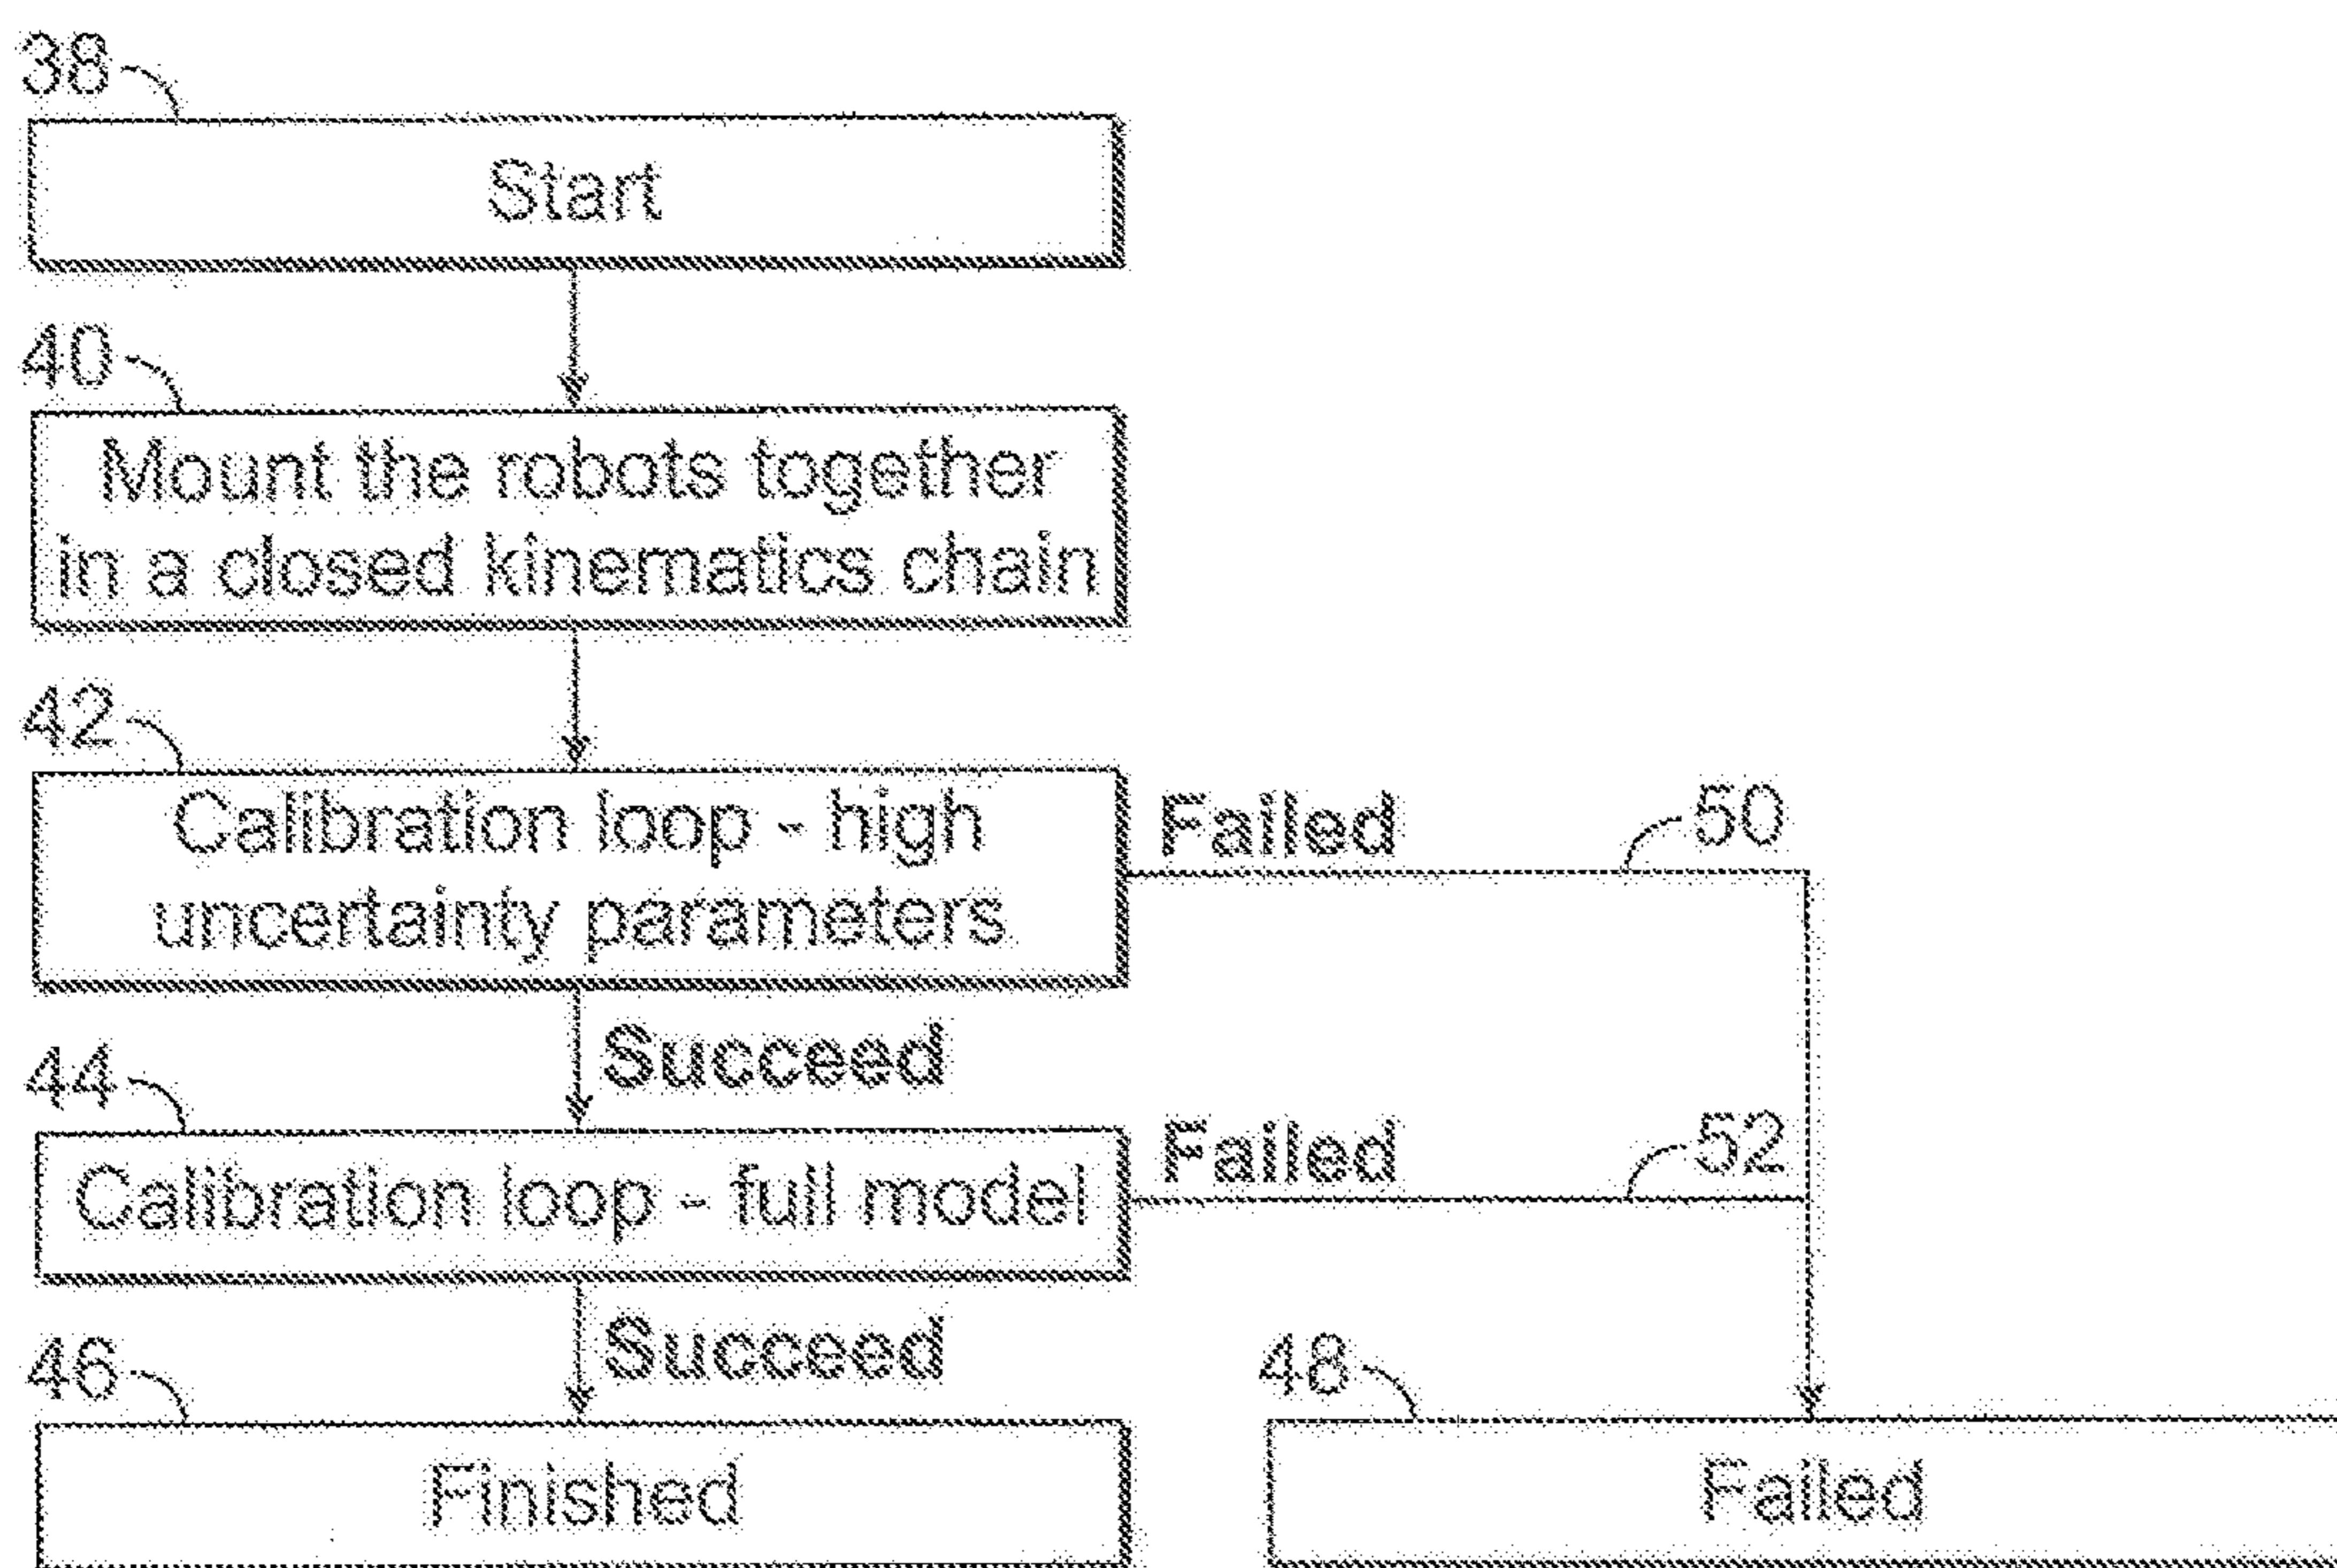 38
Start
40
Mount the robots together
in a closed kinematics chain
42
Calibration loop - high
uncertainty parameters
Failed
50
Succeed
44
Calibration loop - full model
Failed
52
Succeed
46
Finished
48
Failed